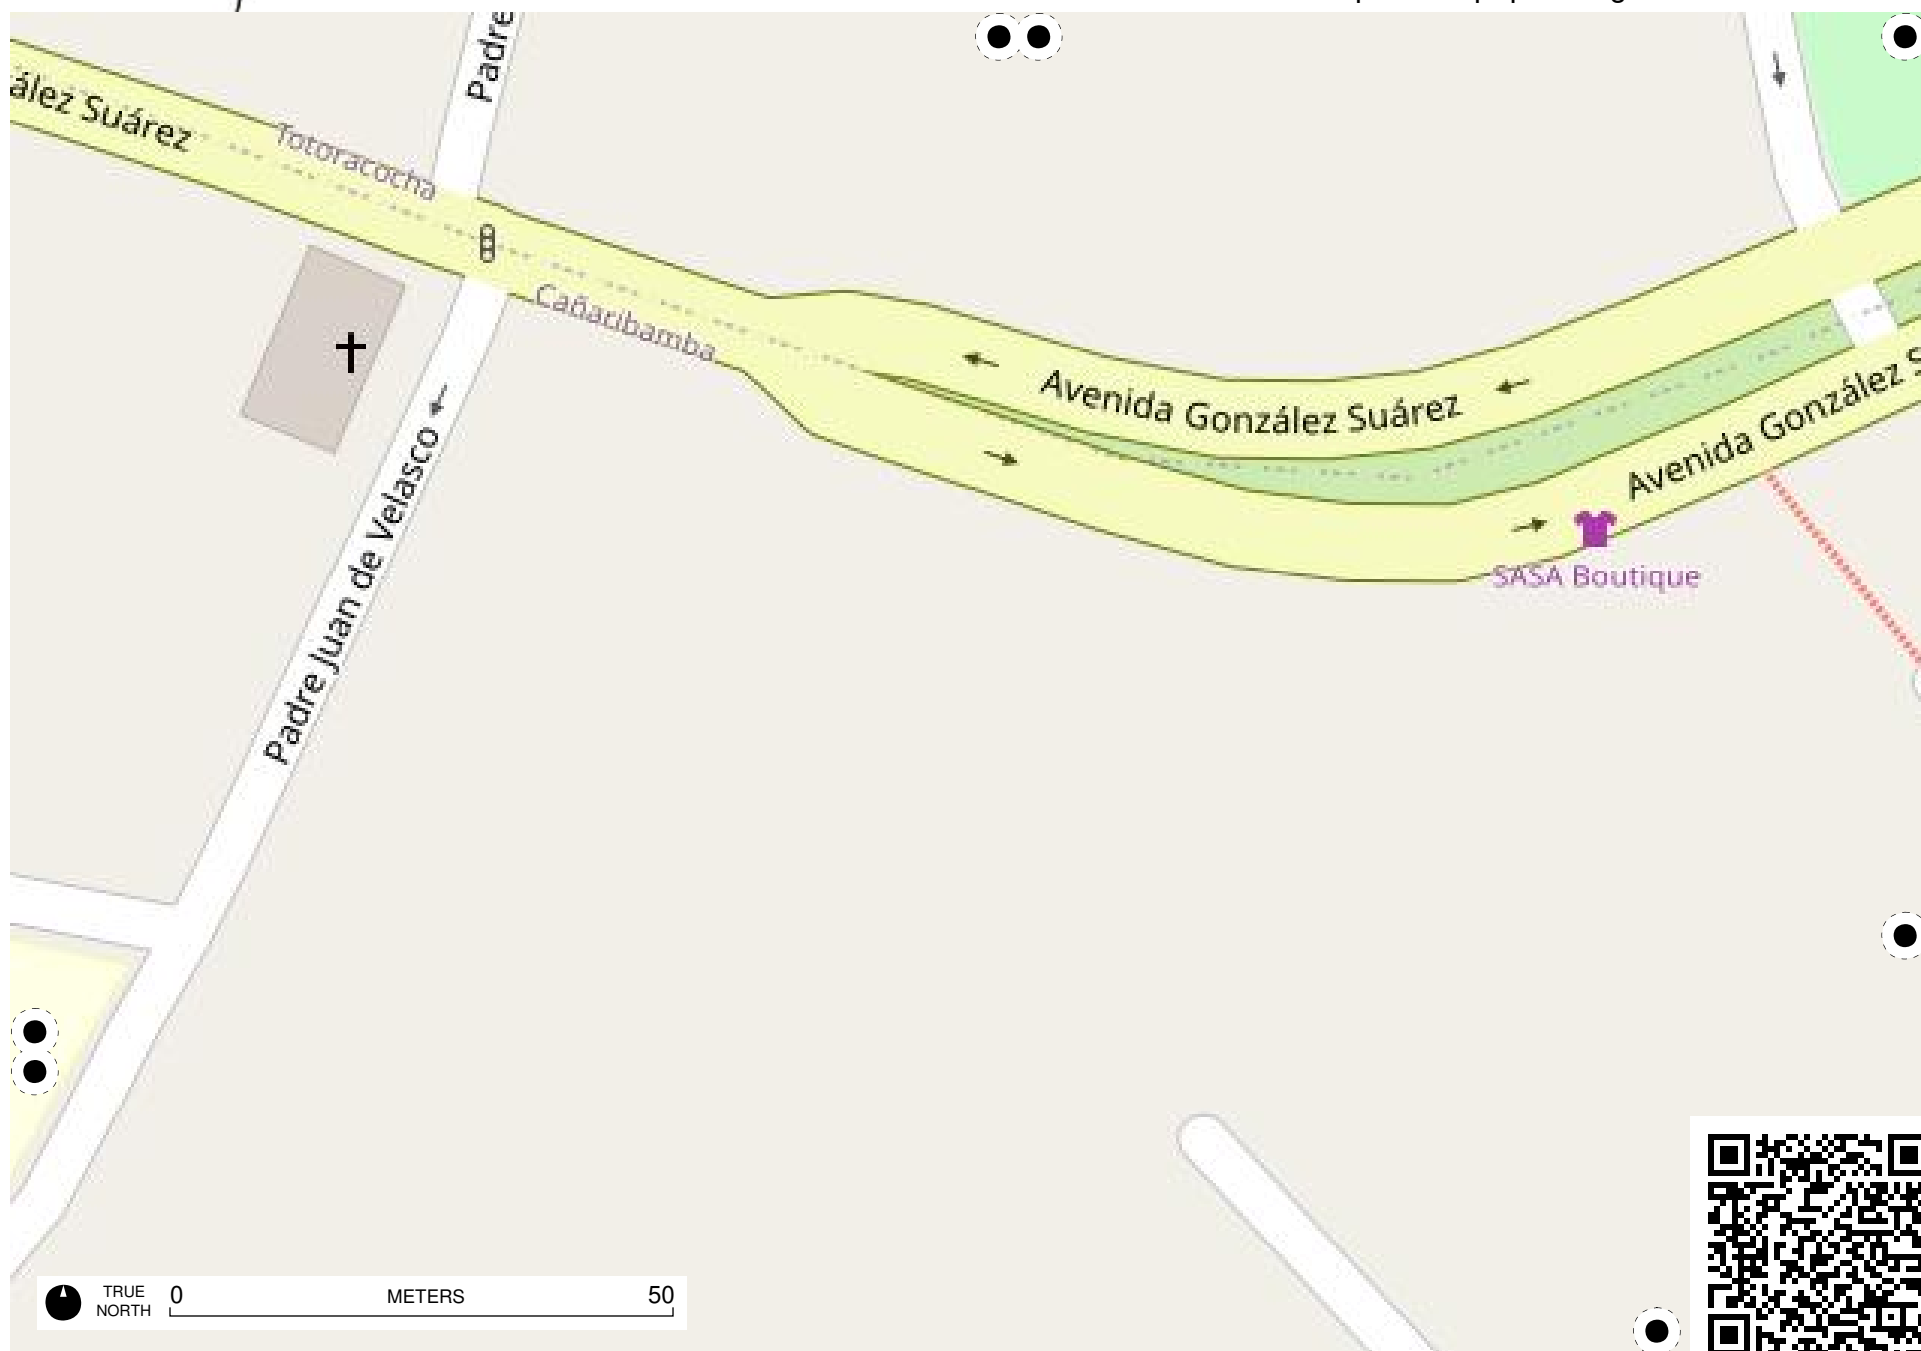 Padre
ález Suárez
Totoracocha
Cañaribamba
Avenida González Suárez
Avenida González S
SASA Boutique
Padre Juan de Velasco
TRUE
NORTH
0
METERS
50